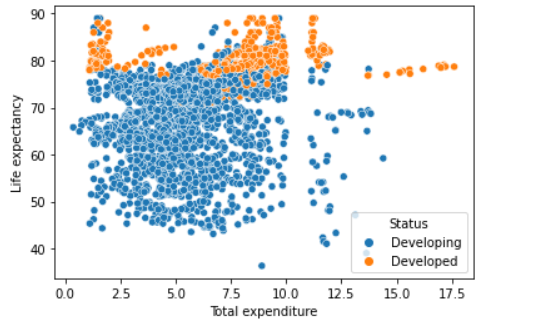 90
80
70
60
50
40
Life expectancy
0.0 2.5 5.0 7.5 10.0 12.5 15.0 17.5
Total expenditure
Status
Developing
Developed